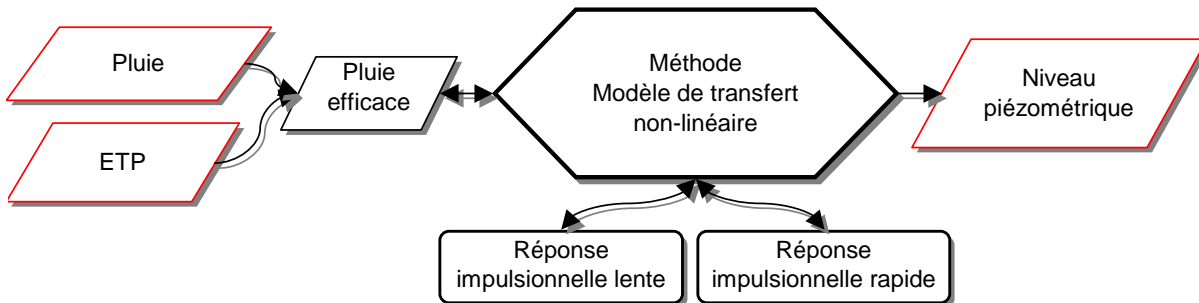 Pluie
ETP
Pluie
efficace
Méthode
Modèle de transfert
non-linéaire
Niveau
piézométrique
Réponse
impulsionnelle lente
Réponse
impulsionnelle rapide